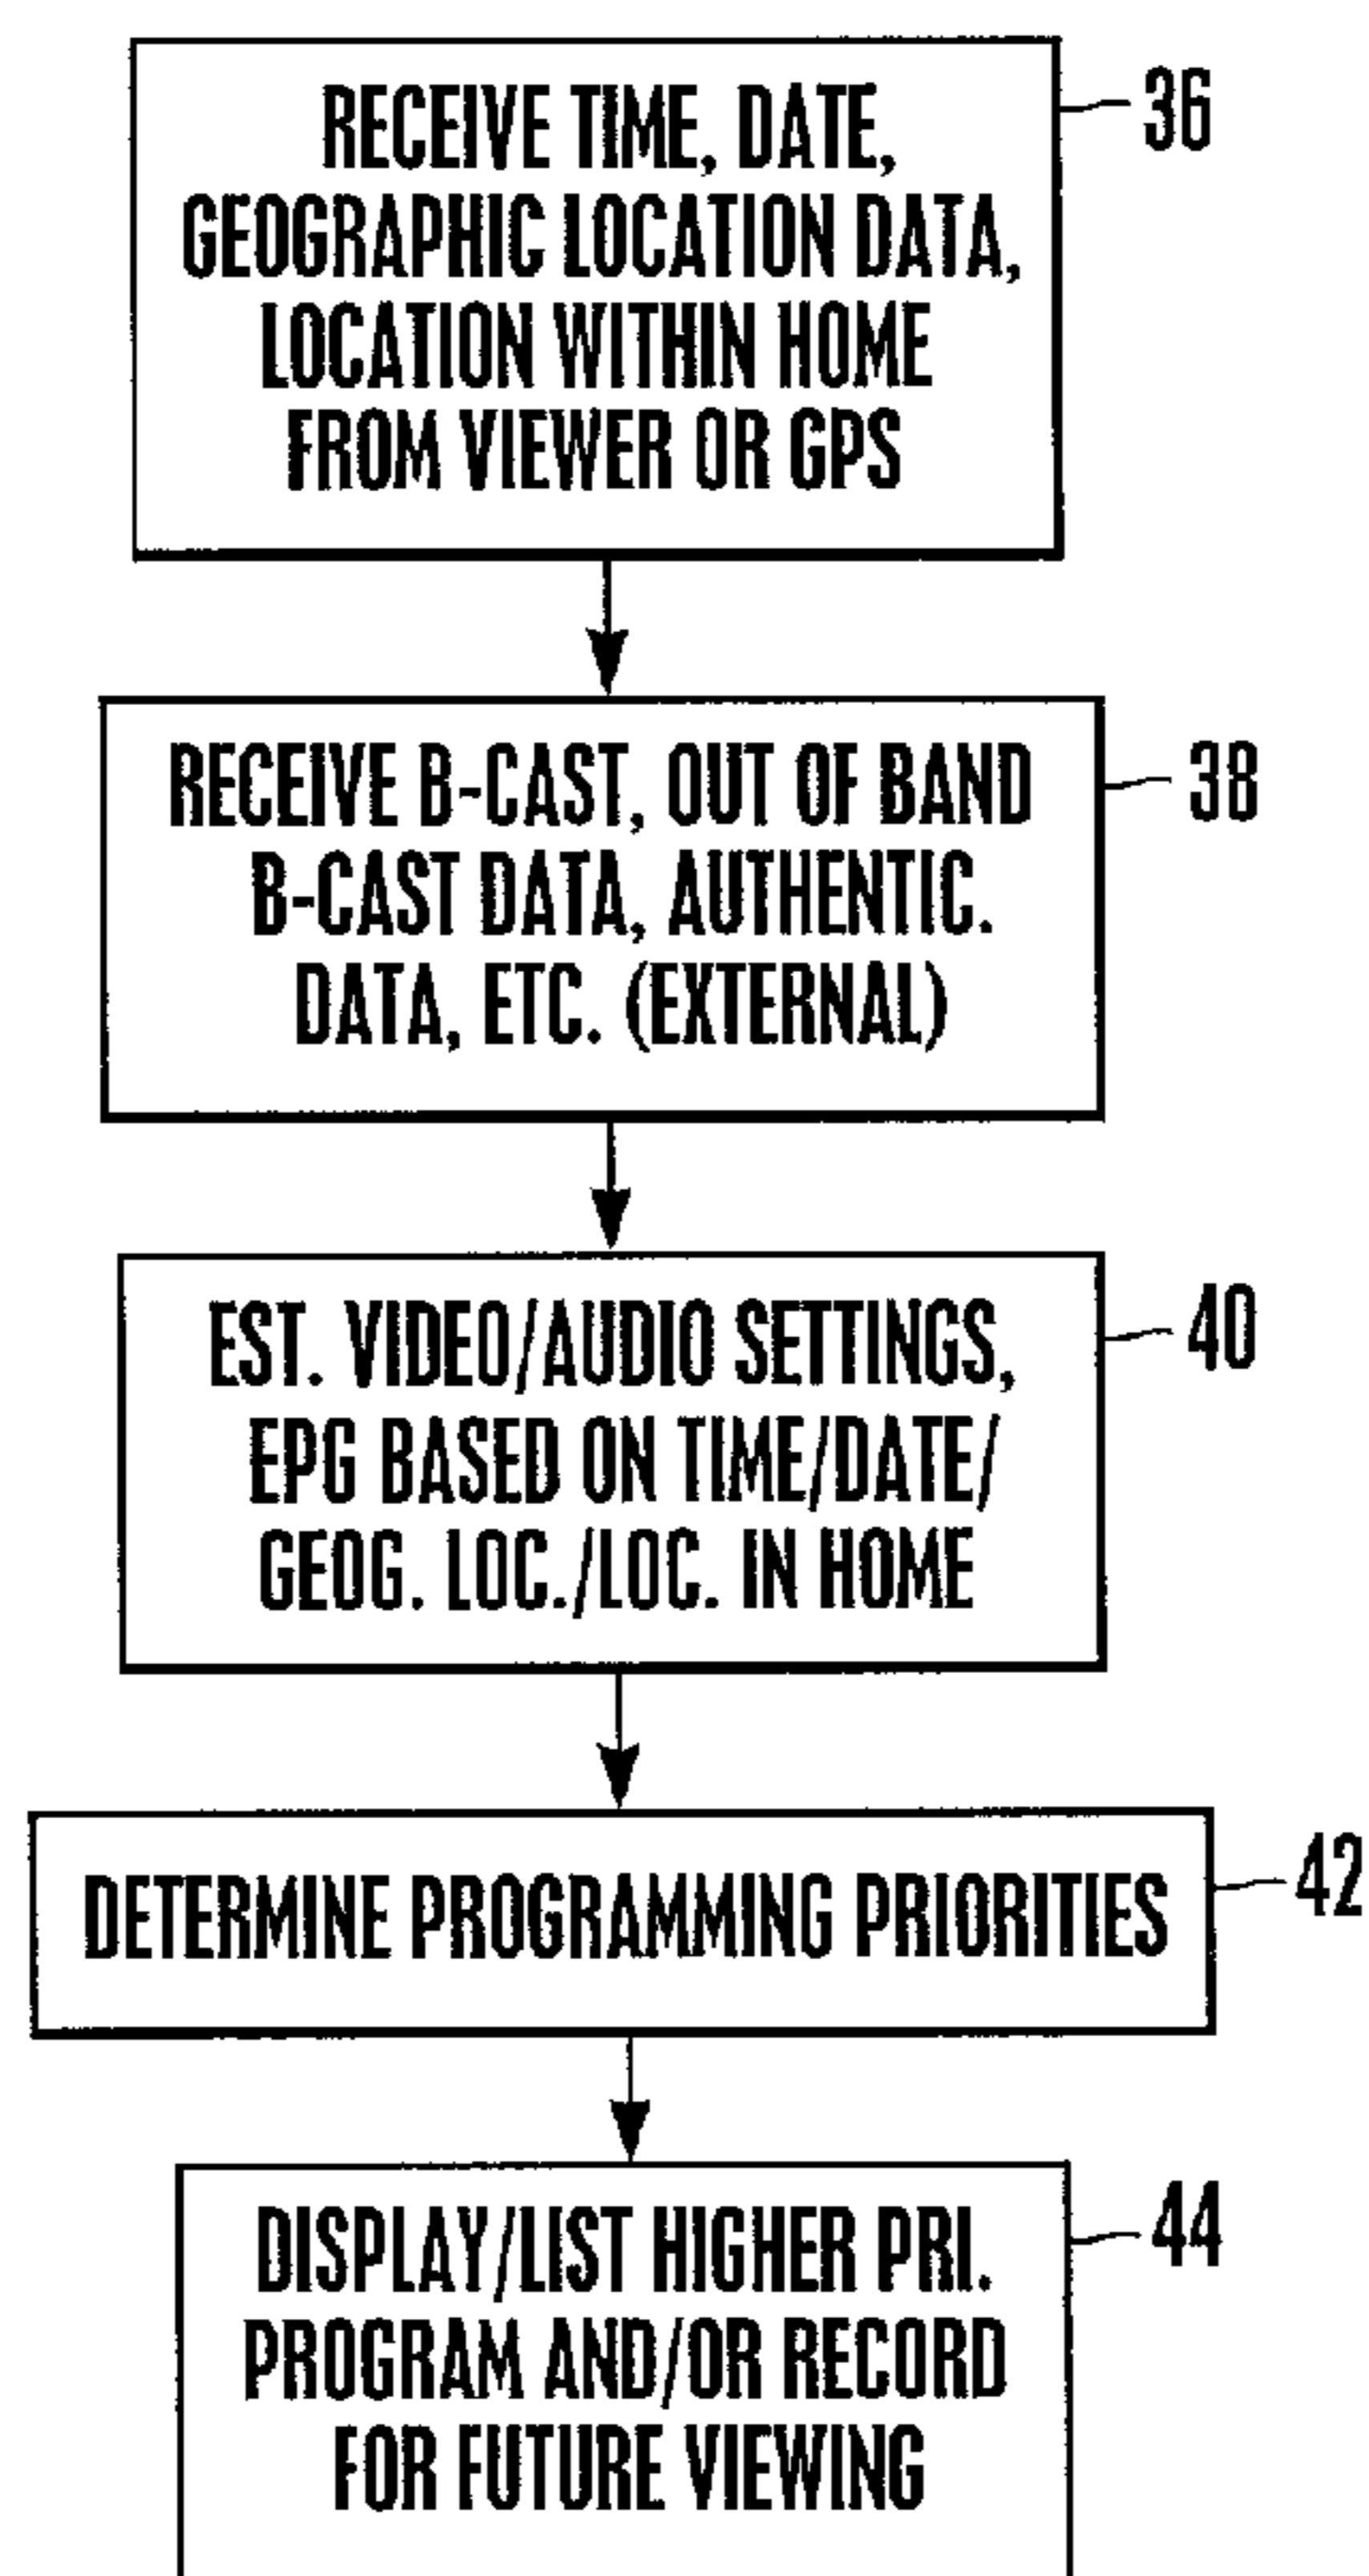 RECEIVE TIME, DATE,
GEOGRAPHIC LOCATION DATA,
LOCATION WITHIN HOME
FROM VIEWER OR GPS
36
RECEIVE B-CAST, OUT OF BAND
B-CAST DATA, AUTHENTIC.
DATA, ETC. (EXTERNAL)
38
EST. VIDEO/AUDIO SETTINGS,
EPG BASED ON TIME/DATE/
GEOG. LOC./LOC. IN HOME
40
DETERMINE PROGRAMMING PRIORITIES
42
DISPLAY/LIST HIGHER PRI.
PROGRAM AND/OR RECORD
FOR FUTURE VIEWING
44